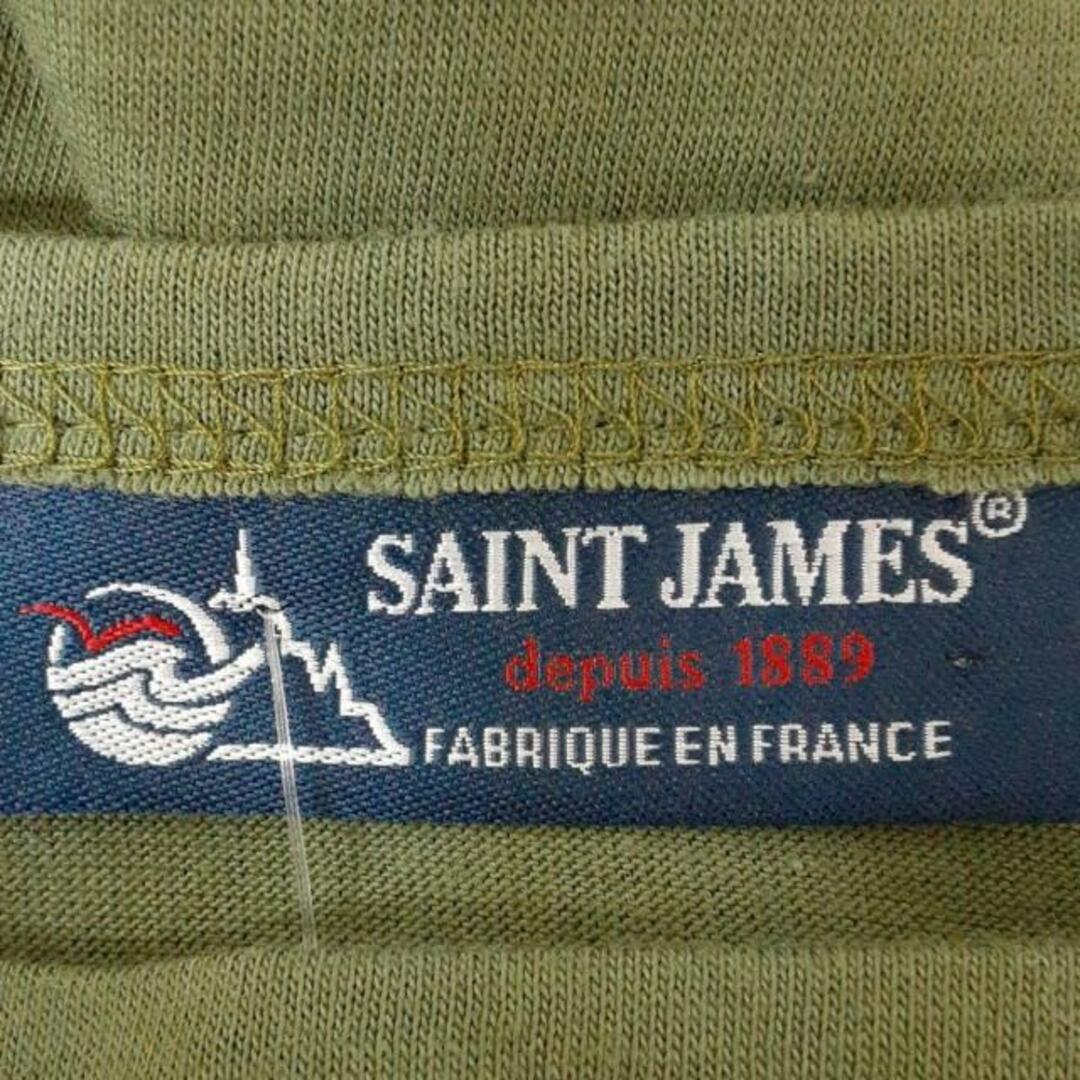 SAINT JAMES®
depuis 1889
FABRIQUE EN FRANCE